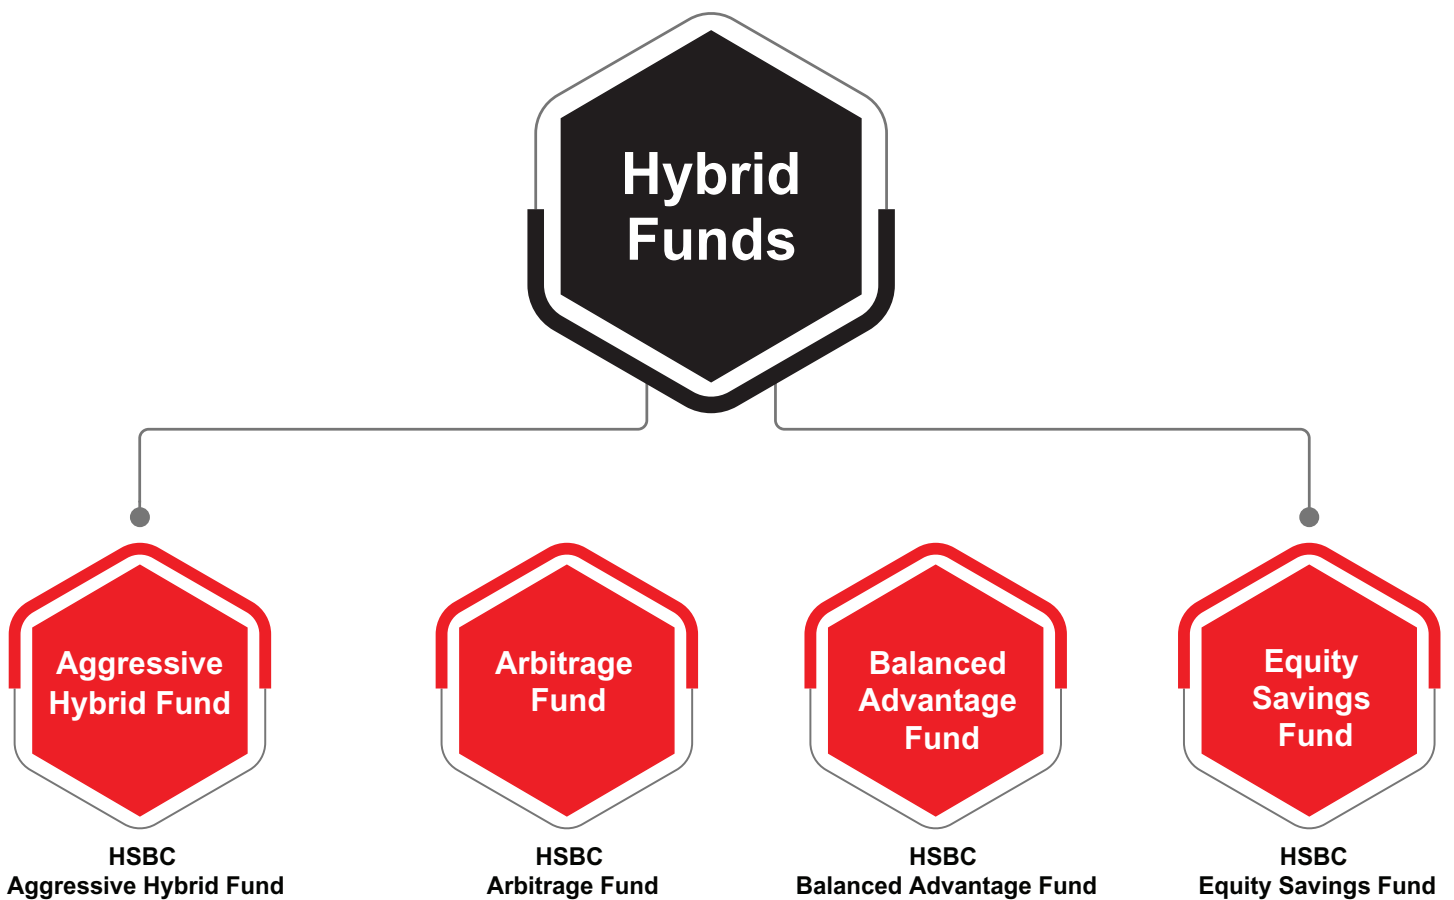 Hybrid
Funds
Aggressive
Hybrid Fund
Arbitrage
Fund
Balanced
Advantage
Fund
Equity
Savings
Fund
HSBC
Aggressive Hybrid Fund
HSBC
Arbitrage Fund
HSBC
Balanced Advantage Fund
HSBC
Equity Savings Fund